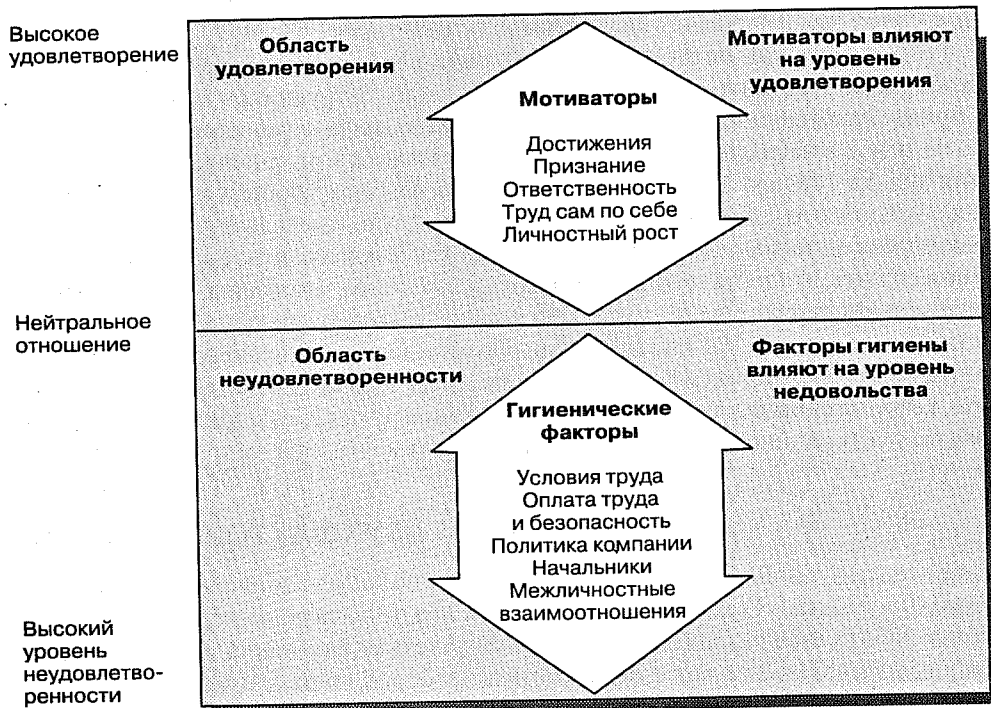 Высокое
удовлетворение
Область
удовлетворения
Мотиваторы влияют
на уровень
удовлетворения
Мотиваторы
Достижения
Признание
Ответственность
Труд сам по себе
Личностный рост
Нейтральное
отношение
Область
неудовлетворенности
Факторы гигиены
влияют на уровень
недовольства
Гигиенические
факторы
Условия труда
Оплата труда
и безопасность
Политика компании
Начальники
Межличностные
взаимоотношения
Высокий
уровень
неудовлетво-
ренности